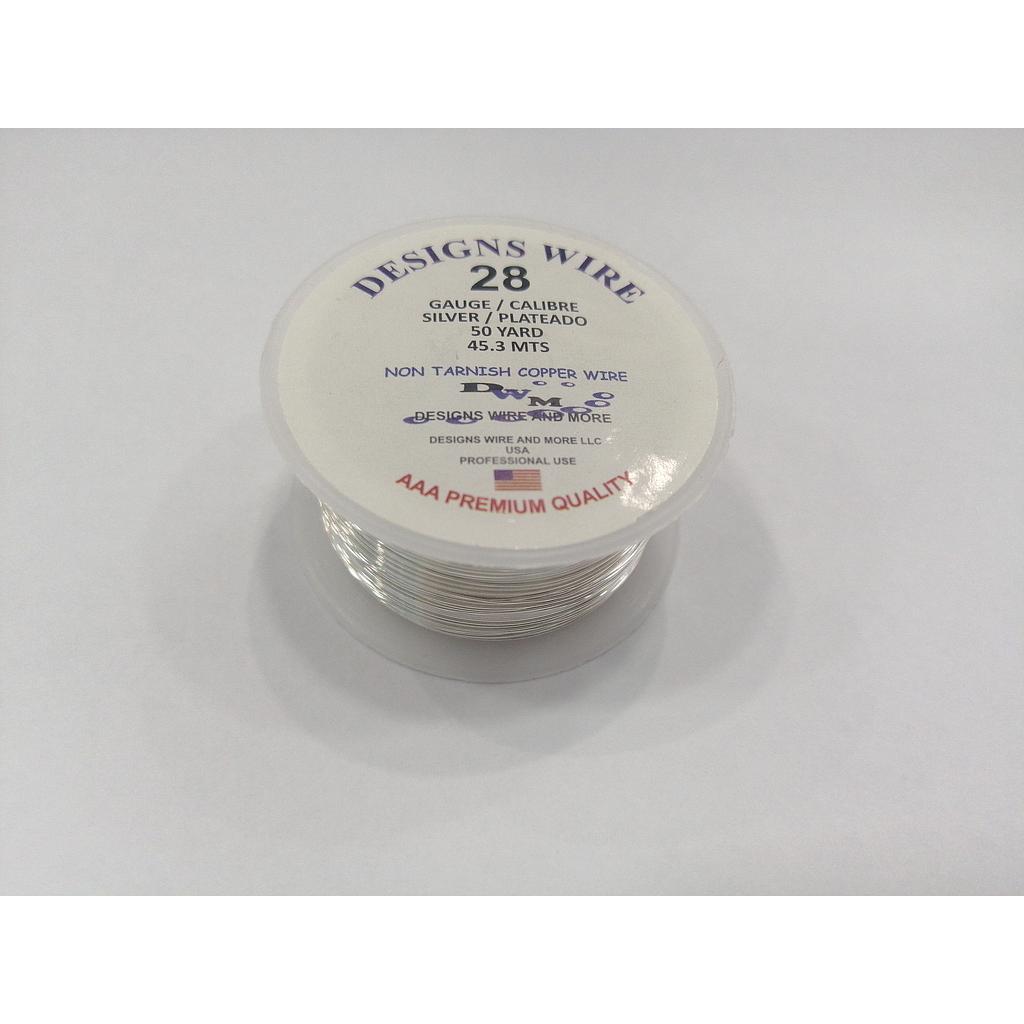 DESIGNS WIRE
28
GAUGE / CALIBRE
SILVER / PLATEADO
50 YARD
45.3 MTS
NON TARNISH COPPER WIRE
DWM
DESIGNS WIRE AND MORE
DESIGNS WIRE AND MORE LLC
USA
PROFESSIONAL USE
AAA PREMIUM QUALITY